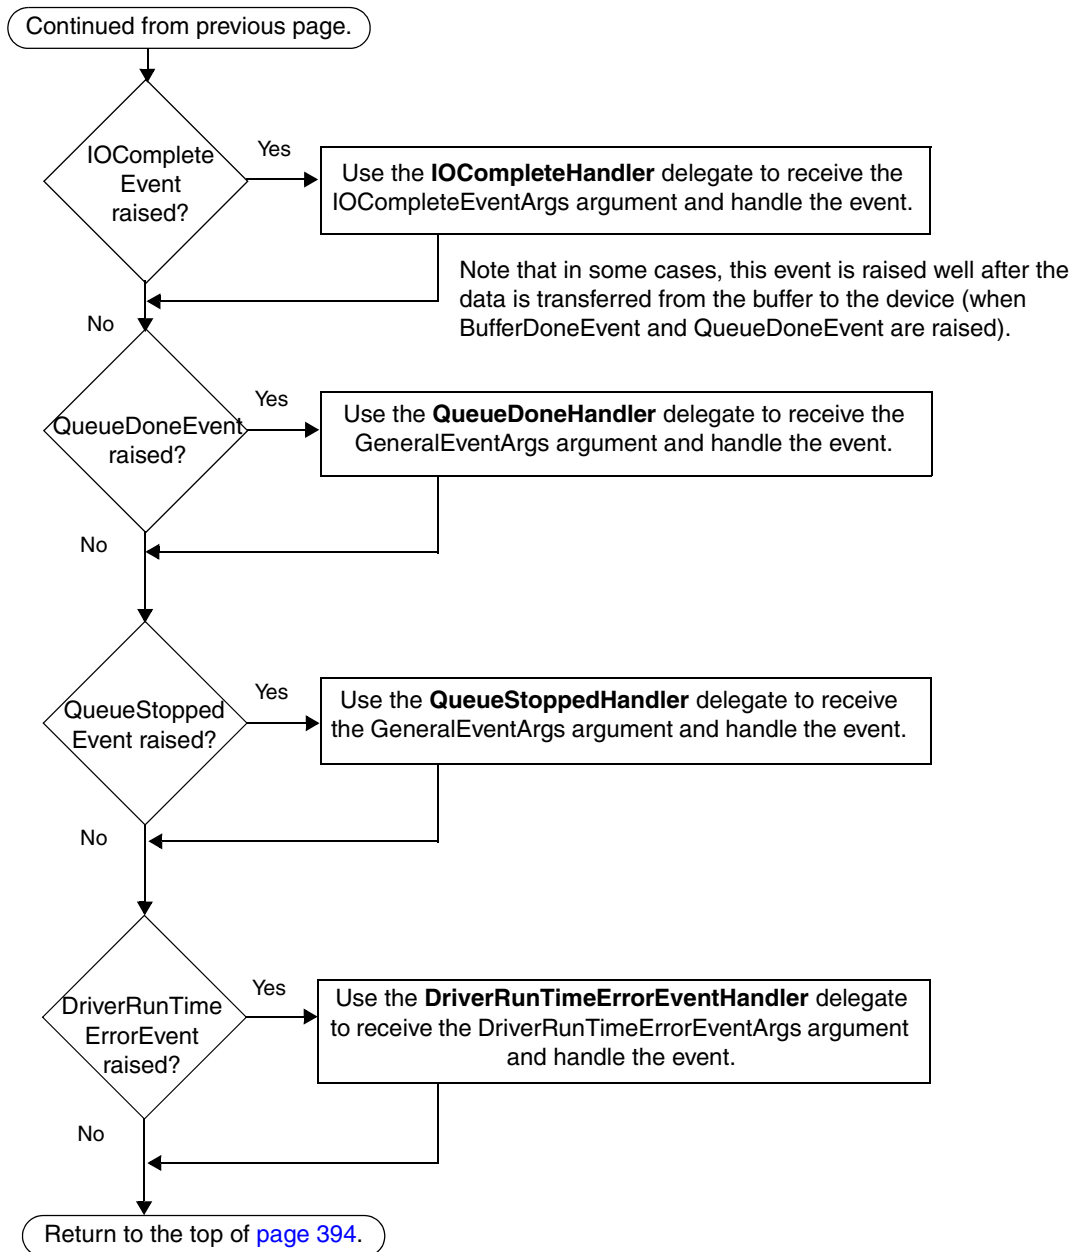 Continued from previous page.
IOComplete
Event
raised?
Yes
Use the IOCompleteHandler delegate to receive the
IOCompleteEventArgs argument and handle the event.
Note that in some cases, this event is raised well after the
data is transferred from the buffer to the device (when
BufferDoneEvent and QueueDoneEvent are raised).
No
QueueDoneEvent
raised?
Yes
Use the QueueDoneHandler delegate to receive the
GeneralEventArgs argument and handle the event.
No
QueueStopped
Event raised?
Yes
Use the QueueStoppedHandler delegate to receive
the GeneralEventArgs argument and handle the event.
No
DriverRunTime
ErrorEvent
raised?
Yes
Use the DriverRunTimeErrorEventHandler delegate
to receive the DriverRunTimeErrorEventArgs argument
and handle the event.
No
Return to the top of page 394.